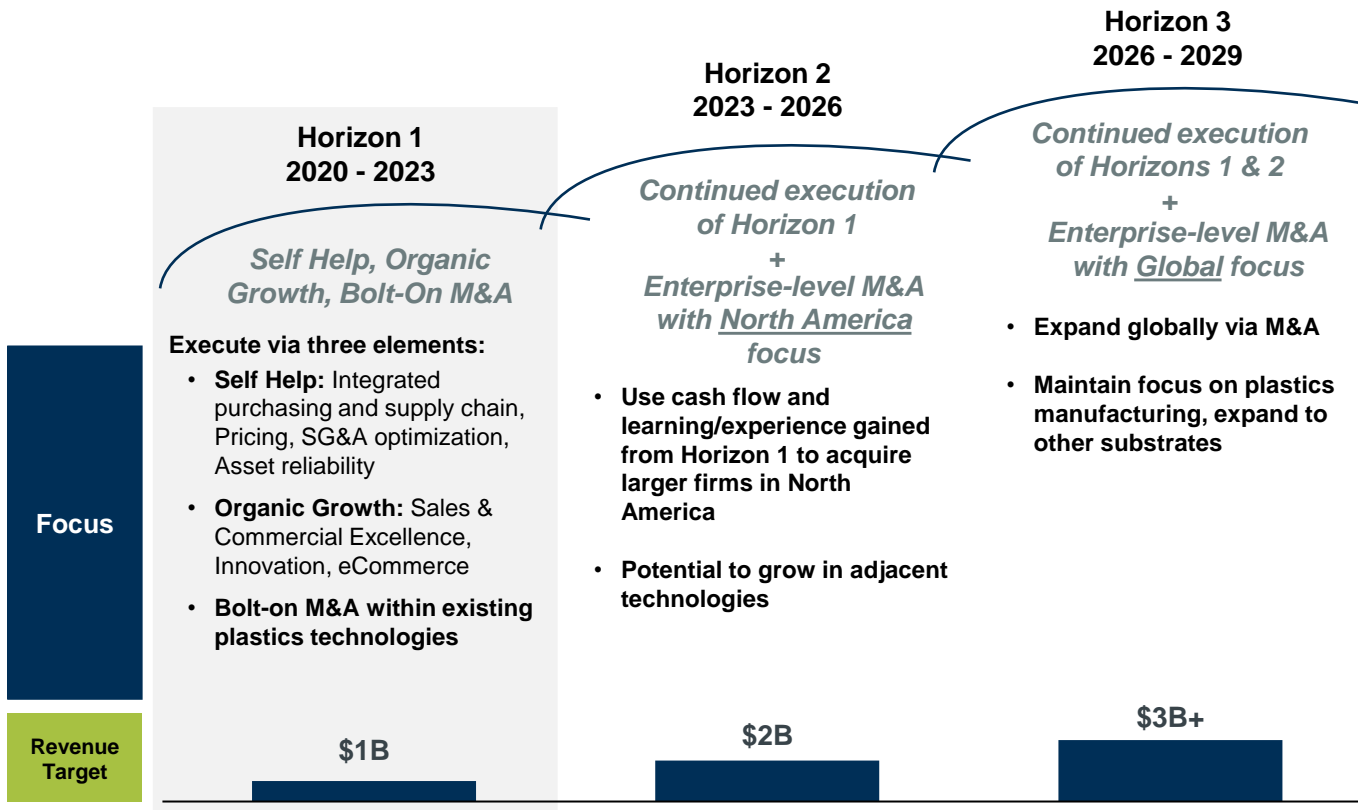 Horizon 1
2020 - 2023
Self Help, Organic
Growth, Bolt-On M&A
Execute via three elements:
• Self Help: Integrated
purchasing and supply chain,
Pricing, SG&A optimization,
Asset reliability
• Organic Growth: Sales &
Commercial Excellence,
Innovation, eCommerce
• Bolt-on M&A within existing
plastics technologies
Horizon 2
2023 - 2026
Continued execution
of Horizon 1
+
Enterprise-level M&A
with North America
focus
• Use cash flow and
learning/experience gained
from Horizon 1 to acquire
larger firms in North
America
• Potential to grow in adjacent
technologies
Horizon 3
2026 - 2029
Continued execution
of Horizons 1 & 2
+
Enterprise-level M&A
with Global focus
• Expand globally via M&A
• Maintain focus on plastics
manufacturing, expand to
other substrates
Focus
Revenue
Target
$1B
$2B
$3B+